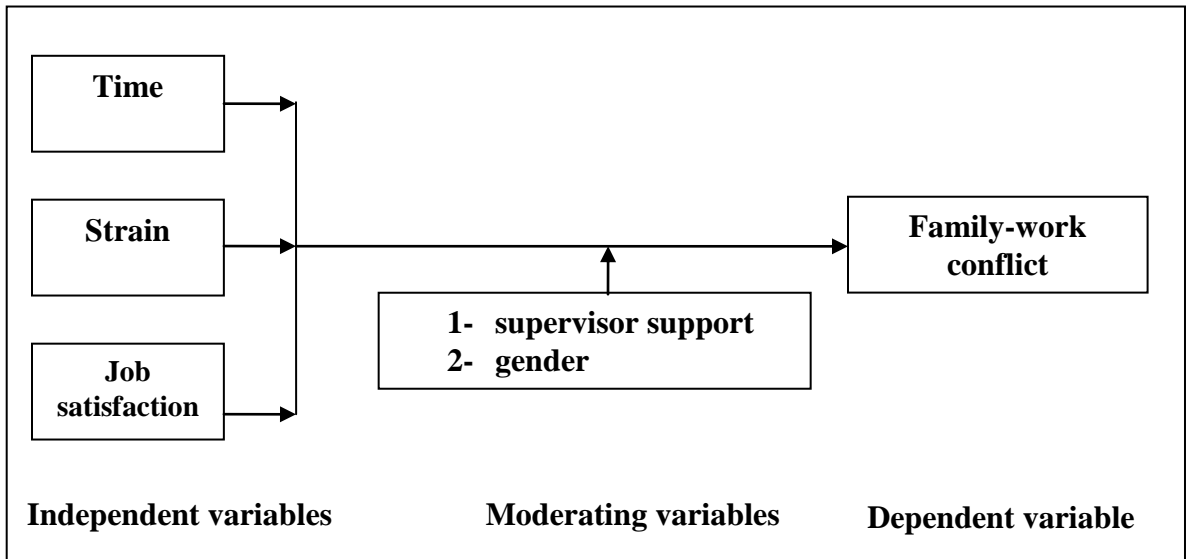 Time
Strain
Job
satisfaction
1- supervisor support
2- gender
Family-work
conflict
Independent variables
Moderating variables
Dependent variable